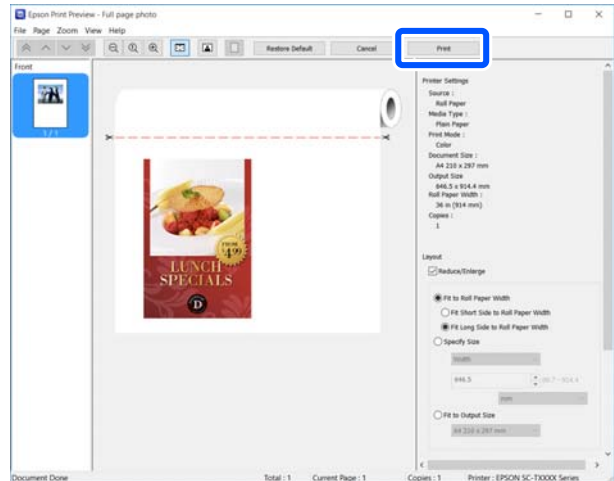 Epson Print Preview - Full page photo
File Page Zoom View Help
Restore Default
Cancel
Print
Front
1 / 1
FROM
$4.99
LUNCH
SPECIALS
D
Printer Settings
Source :
Roll Paper
Media Type :
Plain Paper
Print Mode :
Color
Document Size :
A4 210 x 297 mm
Output Size
646.5 x 914.4 mm
Roll Paper Width :
36 in (914 mm)
Copies :
1
Layout
Reduce/Enlarge
Fit to Roll Paper Width
Fit Short Side to Roll Paper Width
Fit Long Side to Roll Paper Width
Specify Size
Width
646.5
mm
Fit to Output Size
A4 210 x 297 mm
Document Done
Total : 1
Current Page : 1
Copies : 1
Printer : EPSON SC-TXXXX Series